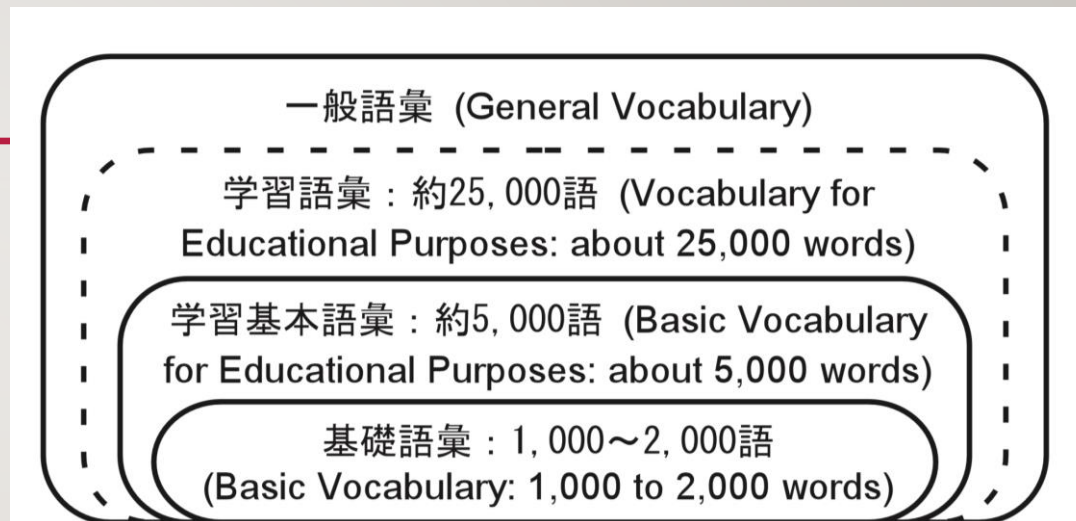 一般語彙 (General Vocabulary)
学習語彙：約25,000語 (Vocabulary for
Educational Purposes: about 25,000 words)
学習基本語彙：約5,000語 (Basic Vocabulary
for Educational Purposes: about 5,000 words)
基礎語彙：1,000～2,000語
(Basic Vocabulary: 1,000 to 2,000 words)